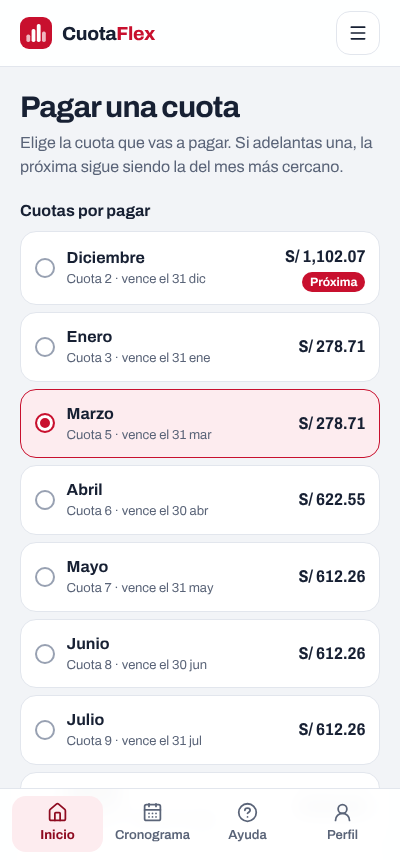 CuotaFlex
Pagar una cuota
Elige la cuota que vas a pagar. Si adelantas una, la
próxima sigue siendo la del mes más cercano.
Cuotas por pagar
Diciembre
S/ 1,102.07
Cuota 2 · vence el 31 dic
Próxima
Enero
Cuota 3 · vence el 31 ene
S/ 278.71
Marzo
Cuota 5 · vence el 31 mar
S/ 278.71
Abril
Cuota 6 · vence el 30 abr
S/ 622.55
Mayo
Cuota 7 · vence el 31 may
S/ 612.26
Junio
Cuota 8 · vence el 30 jun
S/ 612.26
Julio
Cuota 9 · vence el 31 jul
S/ 612.26
Inicio
Cronograma
Ayuda
Perfil